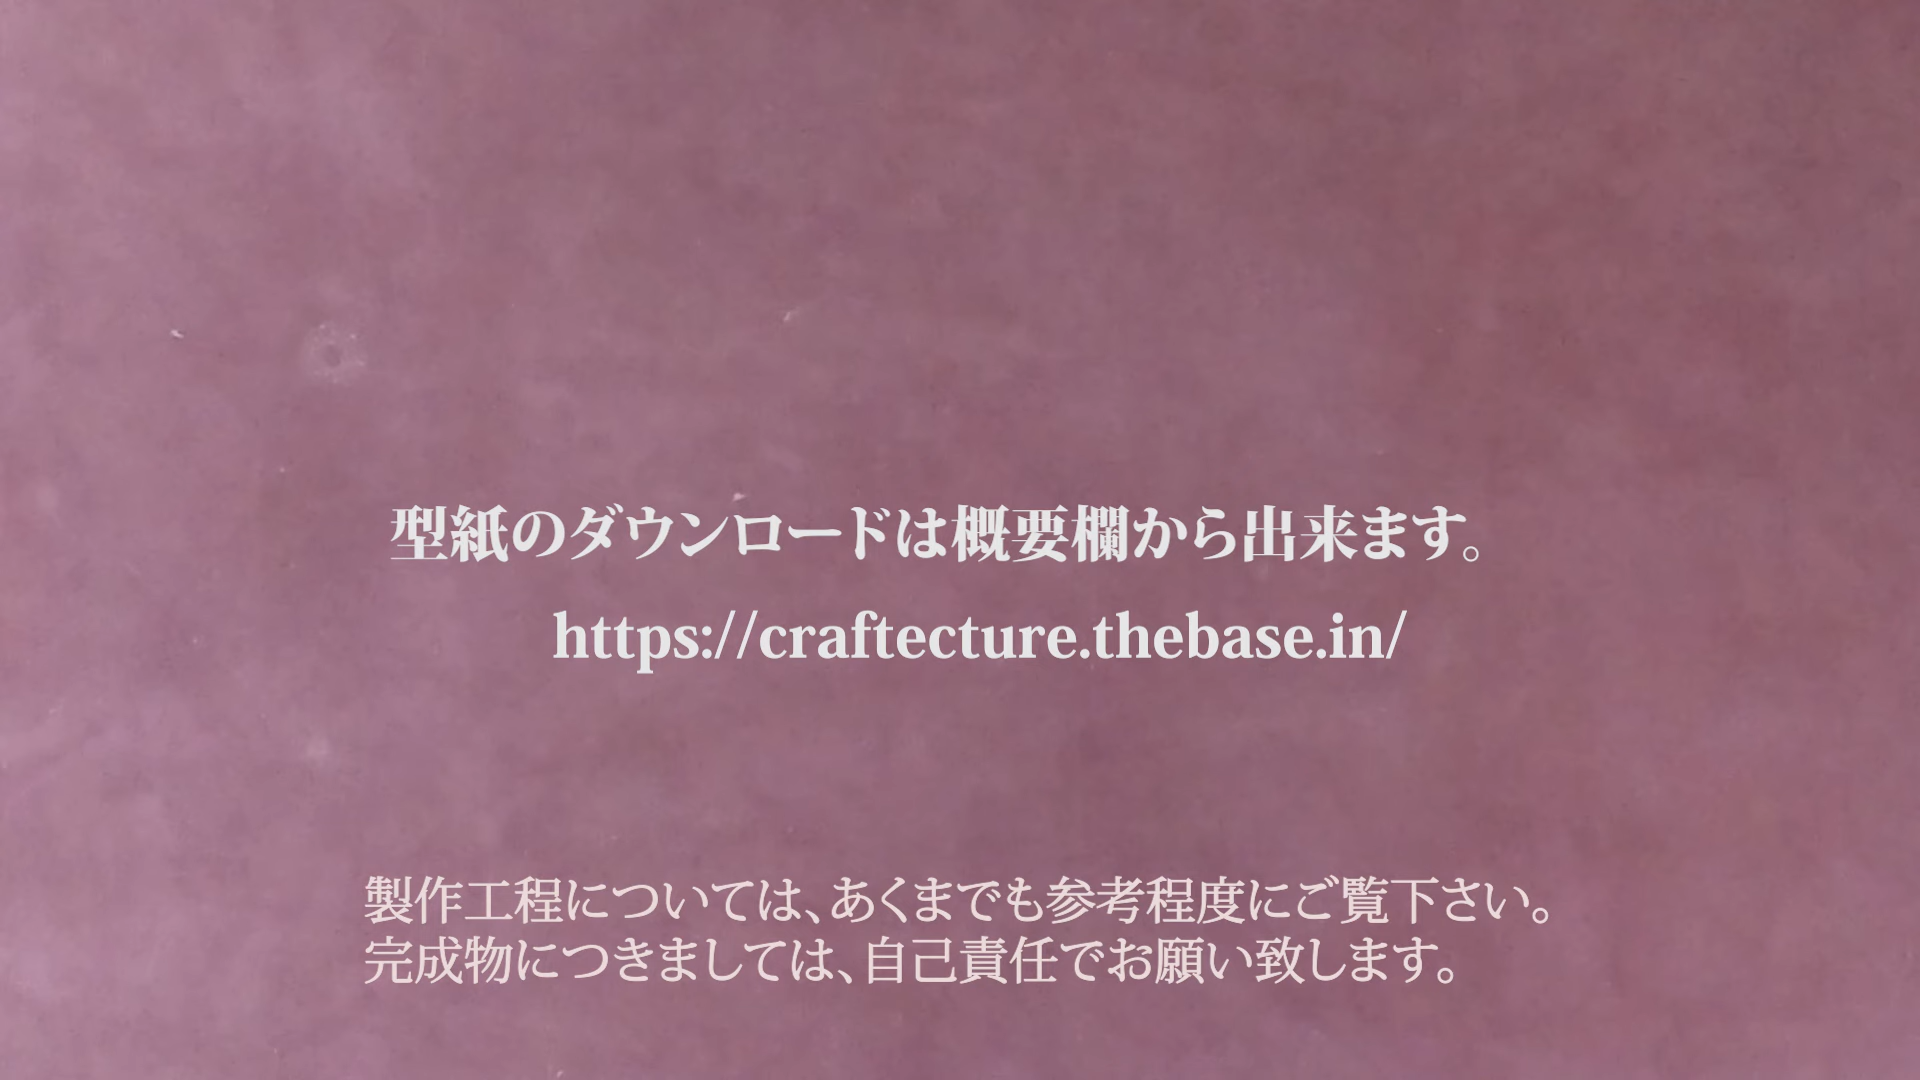 型紙のダウンロードは概要欄から出来ます。
https://craftecture.thebase.in/
製作工程については、あくまでも参考程度にご覧下さい。
完成物につきましては、自己責任でお願い致します。